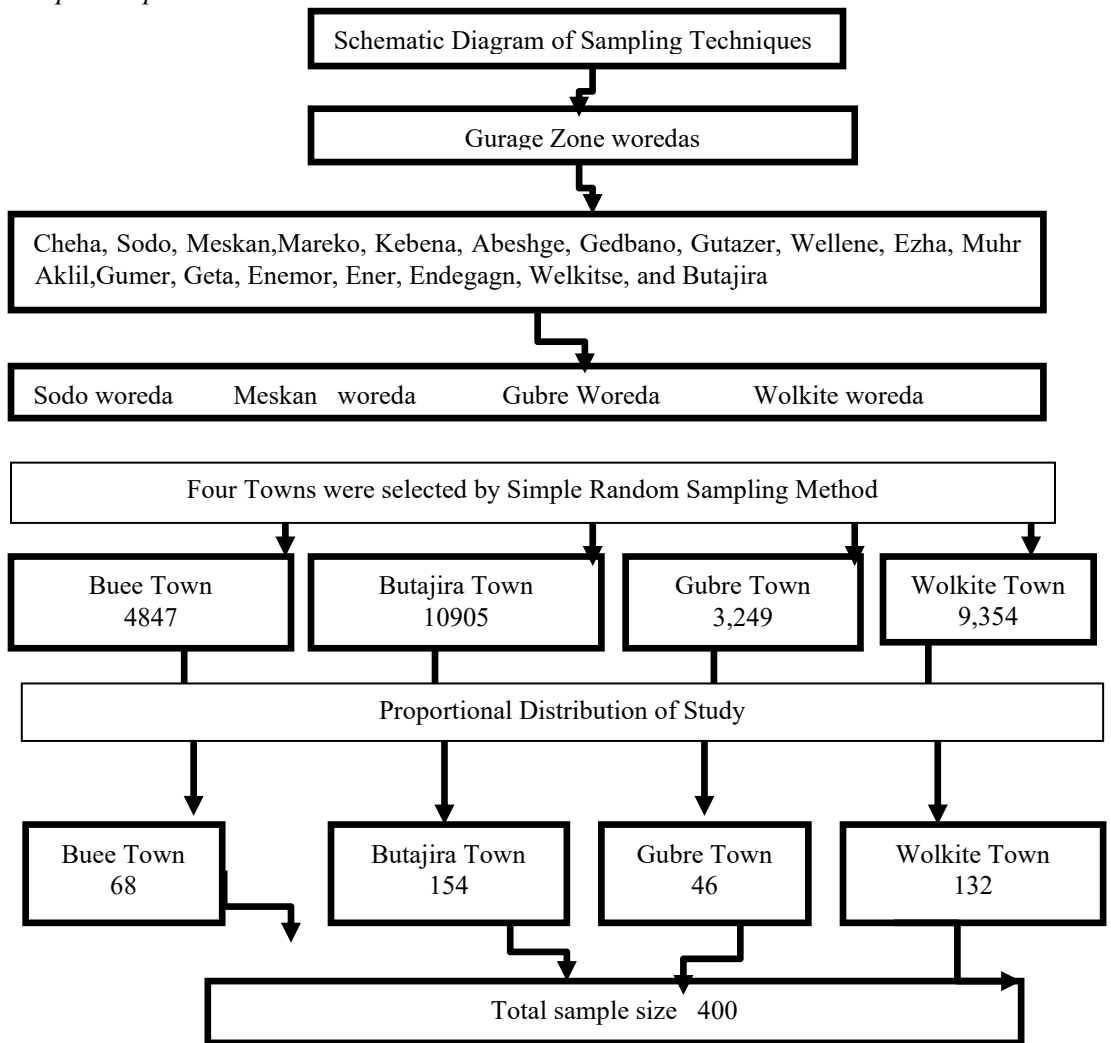 Schematic Diagram of Sampling Techniques
Gurage Zone woredas
Cheha, Sodo, Meskan,Mareko, Kebena, Abeshge, Gedbano, Gutazer, Wellene, Ezha, Muhr
Aklil,Gumer, Geta, Enemor, Ener, Endegagn, Welkitse, and Butajira
Sodo woreda Meskan woreda Gubre Woreda Wolkite woreda
Four Towns were selected by Simple Random Sampling Method
Buee Town
4847
Butajira Town
10905
Gubre Town
3,249
Wolkite Town
9,354
Proportional Distribution of Study
Buee Town
68
Butajira Town
154
Gubre Town
46
Wolkite Town
132
Total sample size 400